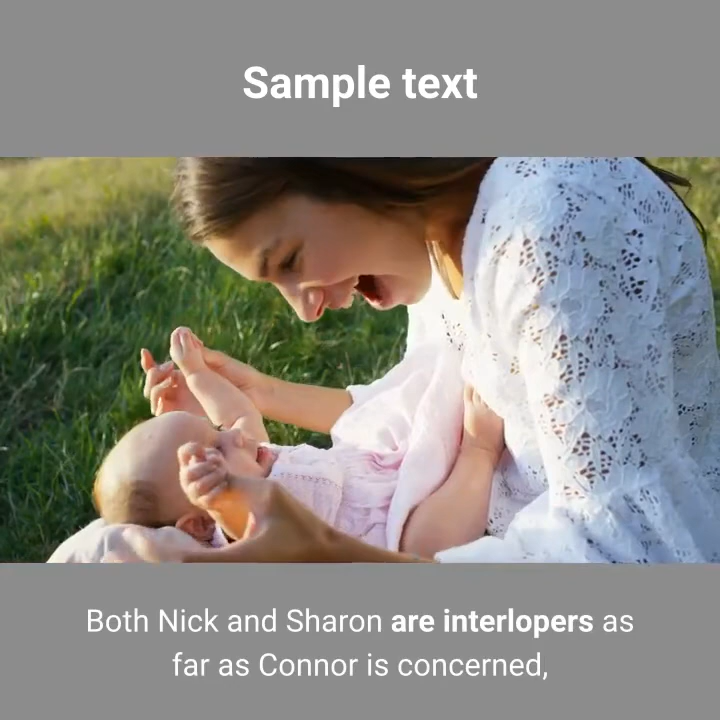 Sample text
Both Nick and Sharon are interlopers as
far as Connor is concerned,